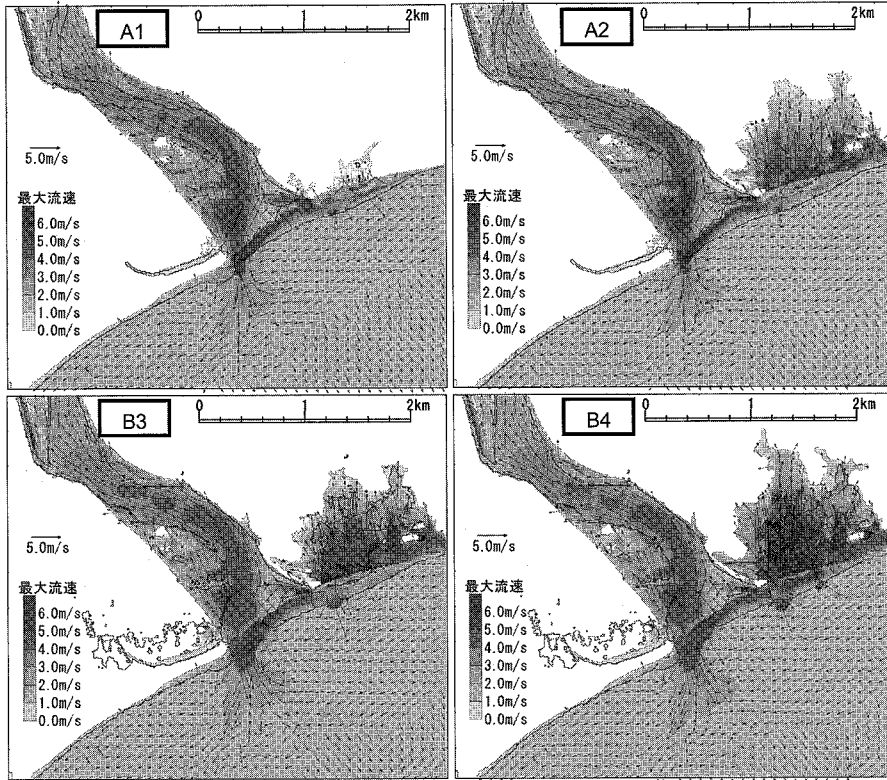 A1
0 2km
5.0m/s
最大流速
6.0m/s
5.0m/s
4.0m/s
3.0m/s
2.0m/s
1.0m/s
0.0m/s
A2
0 1 2km
5.0m/s
最大流速
6.0m/s
5.0m/s
4.0m/s
3.0m/s
2.0m/s
1.0m/s
0.0m/s
B3
0 2km
5.0m/s
最大流速
6.0m/s
5.0m/s
4.0m/s
3.0m/s
2.0m/s
1.0m/s
0.0m/s
B4
0 1 2km
5.0m/s
最大流速
6.0m/s
5.0m/s
4.0m/s
3.0m/s
2.0m/s
1.0m/s
0.0m/s